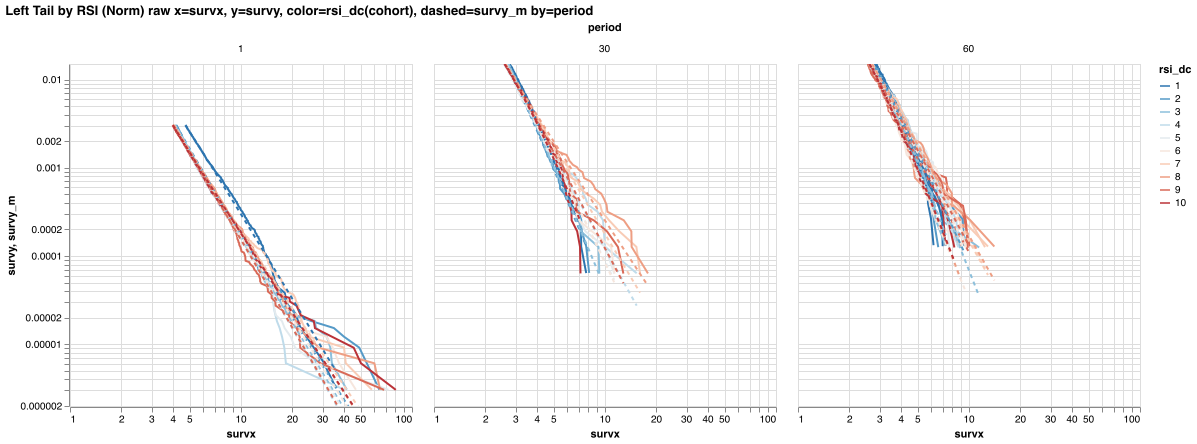 Left Tail by RSI (Norm) raw x=survx, y=survy, color=rsi_dc(cohort), dashed=survy_m by=period
period
1 30 60
rsi_dc
1
2
3
4
5
6
7
8
9
10
survy, survy_m
0.01
0.002
0.001
0.0002
0.0001
0.00002
0.00001
0.000002
1 2 3 4 5 10 20 30 50 100
1 2 3 4 5 10 20 30 50 100
1 2 3 4 5 10 20 30 50 100
survx survx survx